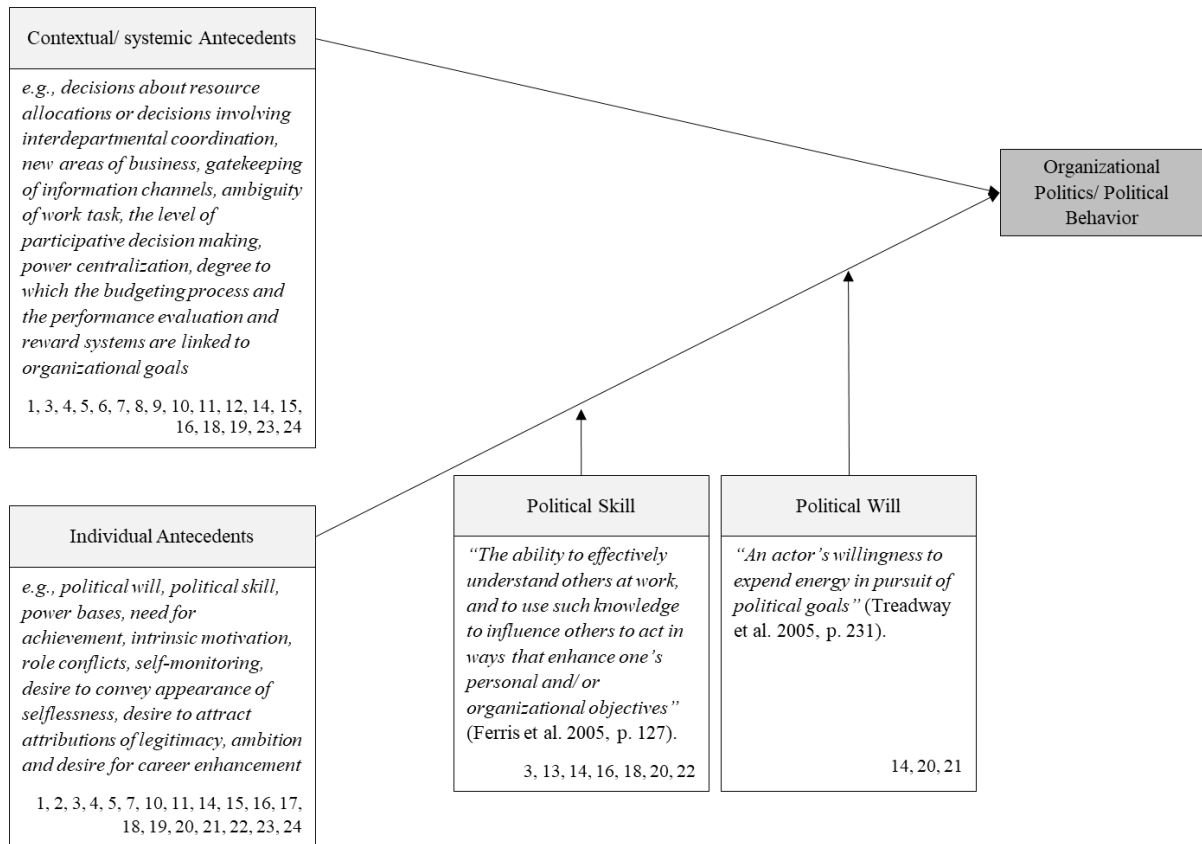 Contextual/ systemic Antecedents
e.g., decisions about resource
allocations or decisions involving
interdepartmental coordination,
new areas of business, gatekeeping
of information channels, ambiguity
of work task, the level of
participative decision making,
power centralization, degree to
which the budgeting process and
the performance evaluation and
reward systems are linked to
organizational goals
1, 3, 4, 5, 6, 7, 8, 9, 10, 11, 12, 14, 15,
16, 18, 19, 23, 24
Organizational
Politics/ Political
Behavior
Individual Antecedents
e.g., political will, political skill,
power bases, need for
achievement, intrinsic motivation,
role conflicts, self-monitoring,
desire to convey appearance of
selflessness, desire to attract
attributions of legitimacy, ambition
and desire for career enhancement
1, 2, 3, 4, 5, 7, 10, 11, 14, 15, 16, 17,
18, 19, 20, 21, 22, 23, 24
Political Skill
“The ability to effectively
understand others at work,
and to use such knowledge
to influence others to act in
ways that enhance one’s
personal and/ or
organizational objectives”
(Ferris et al. 2005, p. 127).
3, 13, 14, 16, 18, 20, 22
Political Will
“An actor’s willingness to
expend energy in pursuit of
political goals” (Treadway
et al. 2005, p. 231).
14, 20, 21